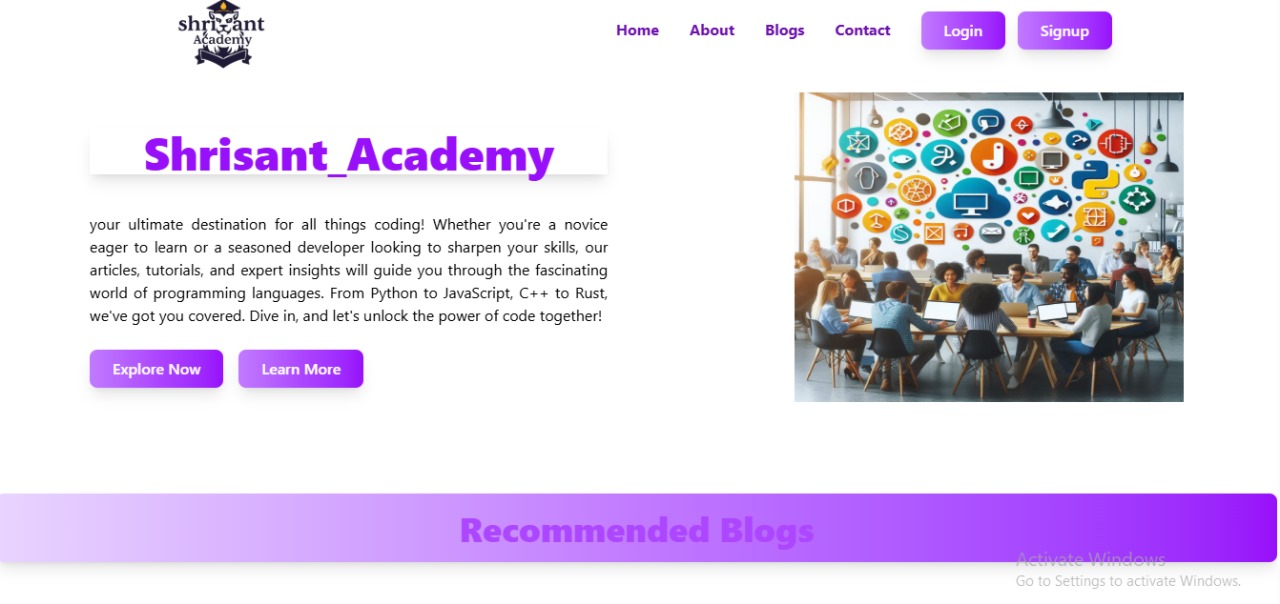 shrisant
Academy
Home About Blogs Contact Login Signup
Shrisant_Academy
your ultimate destination for all things coding! Whether you're a novice
eager to learn or a seasoned developer looking to sharpen your skills, our
articles, tutorials, and expert insights will guide you through the fascinating
world of programming languages. From Python to JavaScript, C++ to Rust,
we've got you covered. Dive in, and let's unlock the power of code together!
Explore Now Learn More
Recommended Blogs
Activate Windows
Go to Settings to activate Windows.